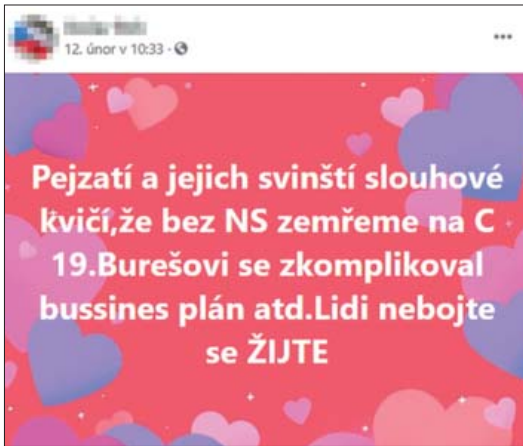 12. únor v 10:33 ·
Pejzatí a jejich svinští slouhové
kvičí,že bez NS zemřeme na C
19.Burešovi se zkomplikoval
bussines plán atd.Lidi nebojte
se ŽIJTE